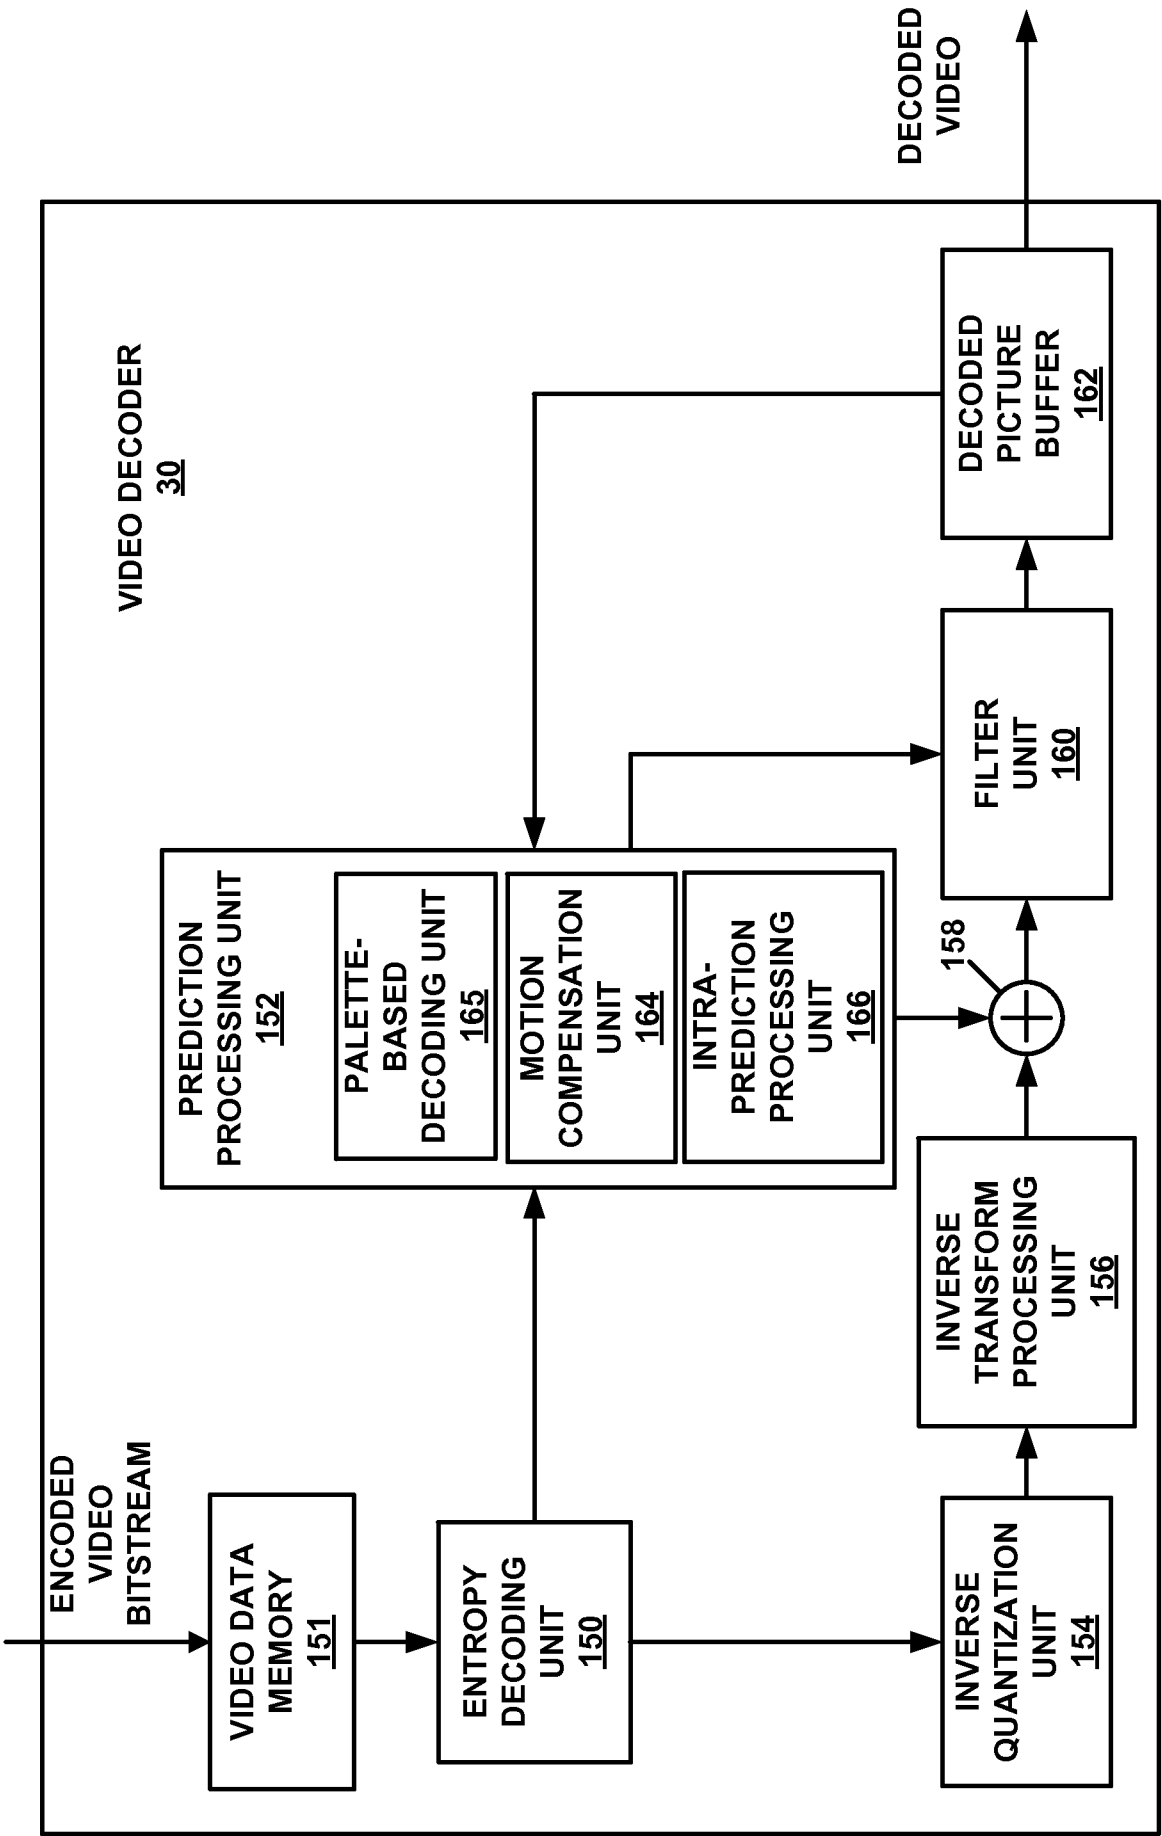 ENCODED
VIDEO
BITSTREAM
VIDEO DECODER
30
VIDEO DATA
MEMORY
151
ENTROPY
DECODING
UNIT
150
PREDICTION
PROCESSING UNIT
152
PALETTE-
BASED
DECODING UNIT
165
MOTION
COMPENSATION
UNIT
164
INTRA-
PREDICTION
PROCESSING
UNIT
166
INVERSE
QUANTIZATION
UNIT
154
INVERSE
TRANSFORM
PROCESSING
UNIT
156
158
FILTER
UNIT
160
DECODED
PICTURE
BUFFER
162
DECODED
VIDEO